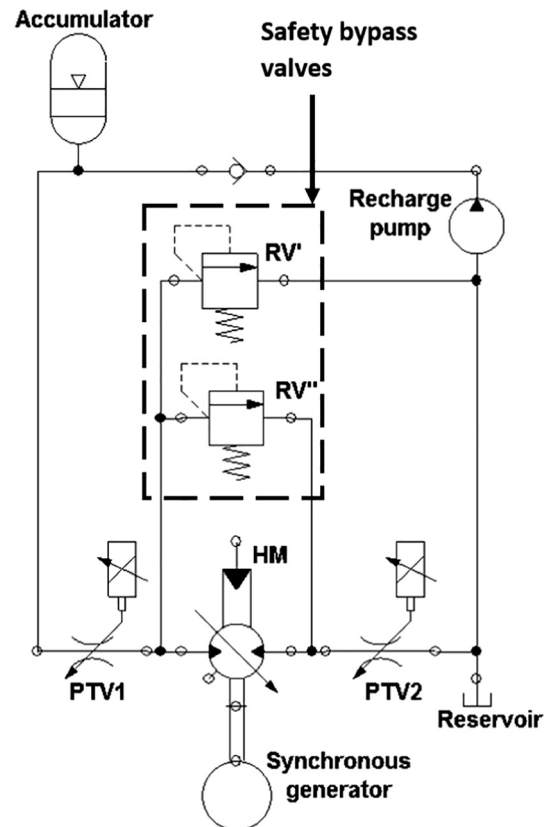 Accumulator
Safety bypass
valves
Recharge
pump
RV'
RV"
HM
PTV1
PTV2
Reservoir
Synchronous
generator